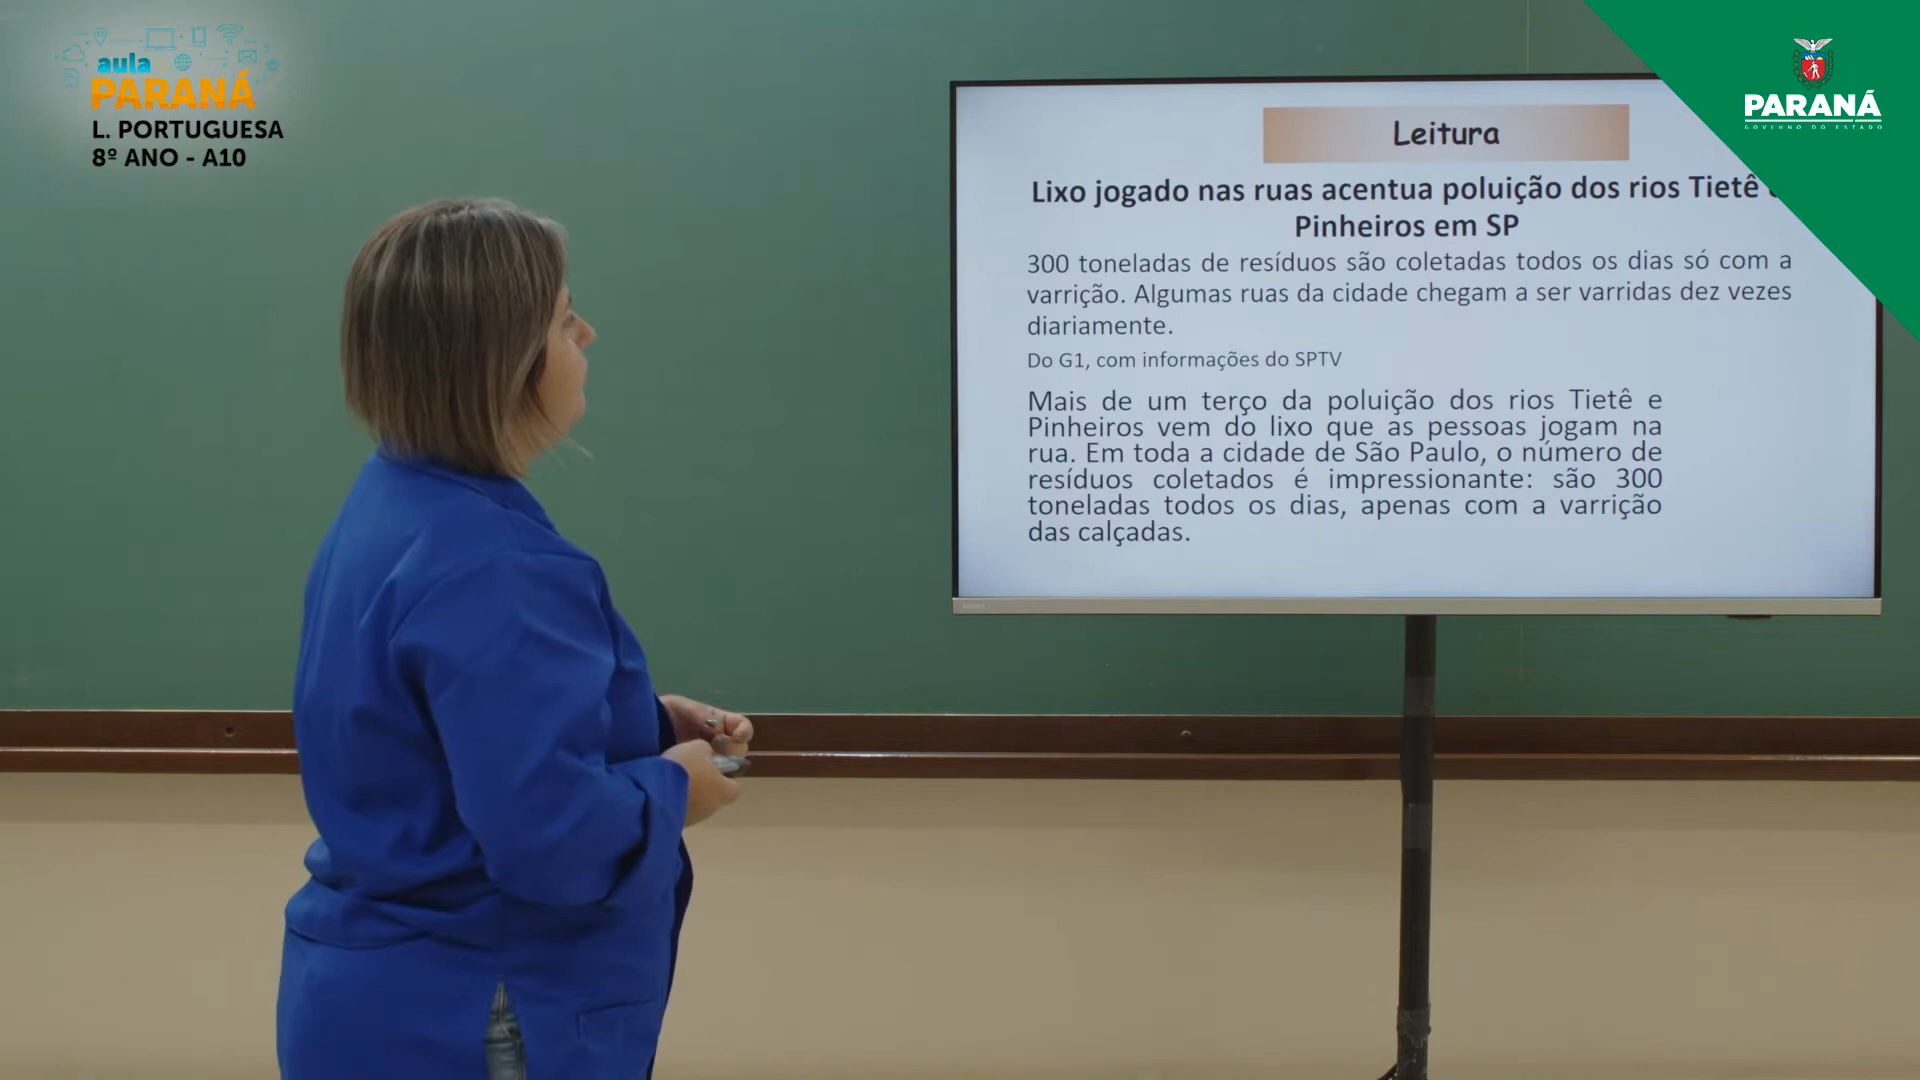 aula
PARANÁ
L. PORTUGUESA
8º ANO - A10
PARANÁ
GOVERNO DO ESTADO
Leitura
Lixo jogado nas ruas acentua poluição dos rios Tietê
Pinheiros em SP
300 toneladas de resíduos são coletadas todos os dias só com a
varrição. Algumas ruas da cidade chegam a ser varridas dez vezes
diariamente.
Do G1, com informações do SPTV
Mais de um terço da poluição dos rios Tietê e
Pinheiros vem do lixo que as pessoas jogam na
rua. Em toda a cidade de São Paulo, o número de
resíduos coletados é impressionante: são 300
toneladas todos os dias, apenas com a varrição
das calçadas.